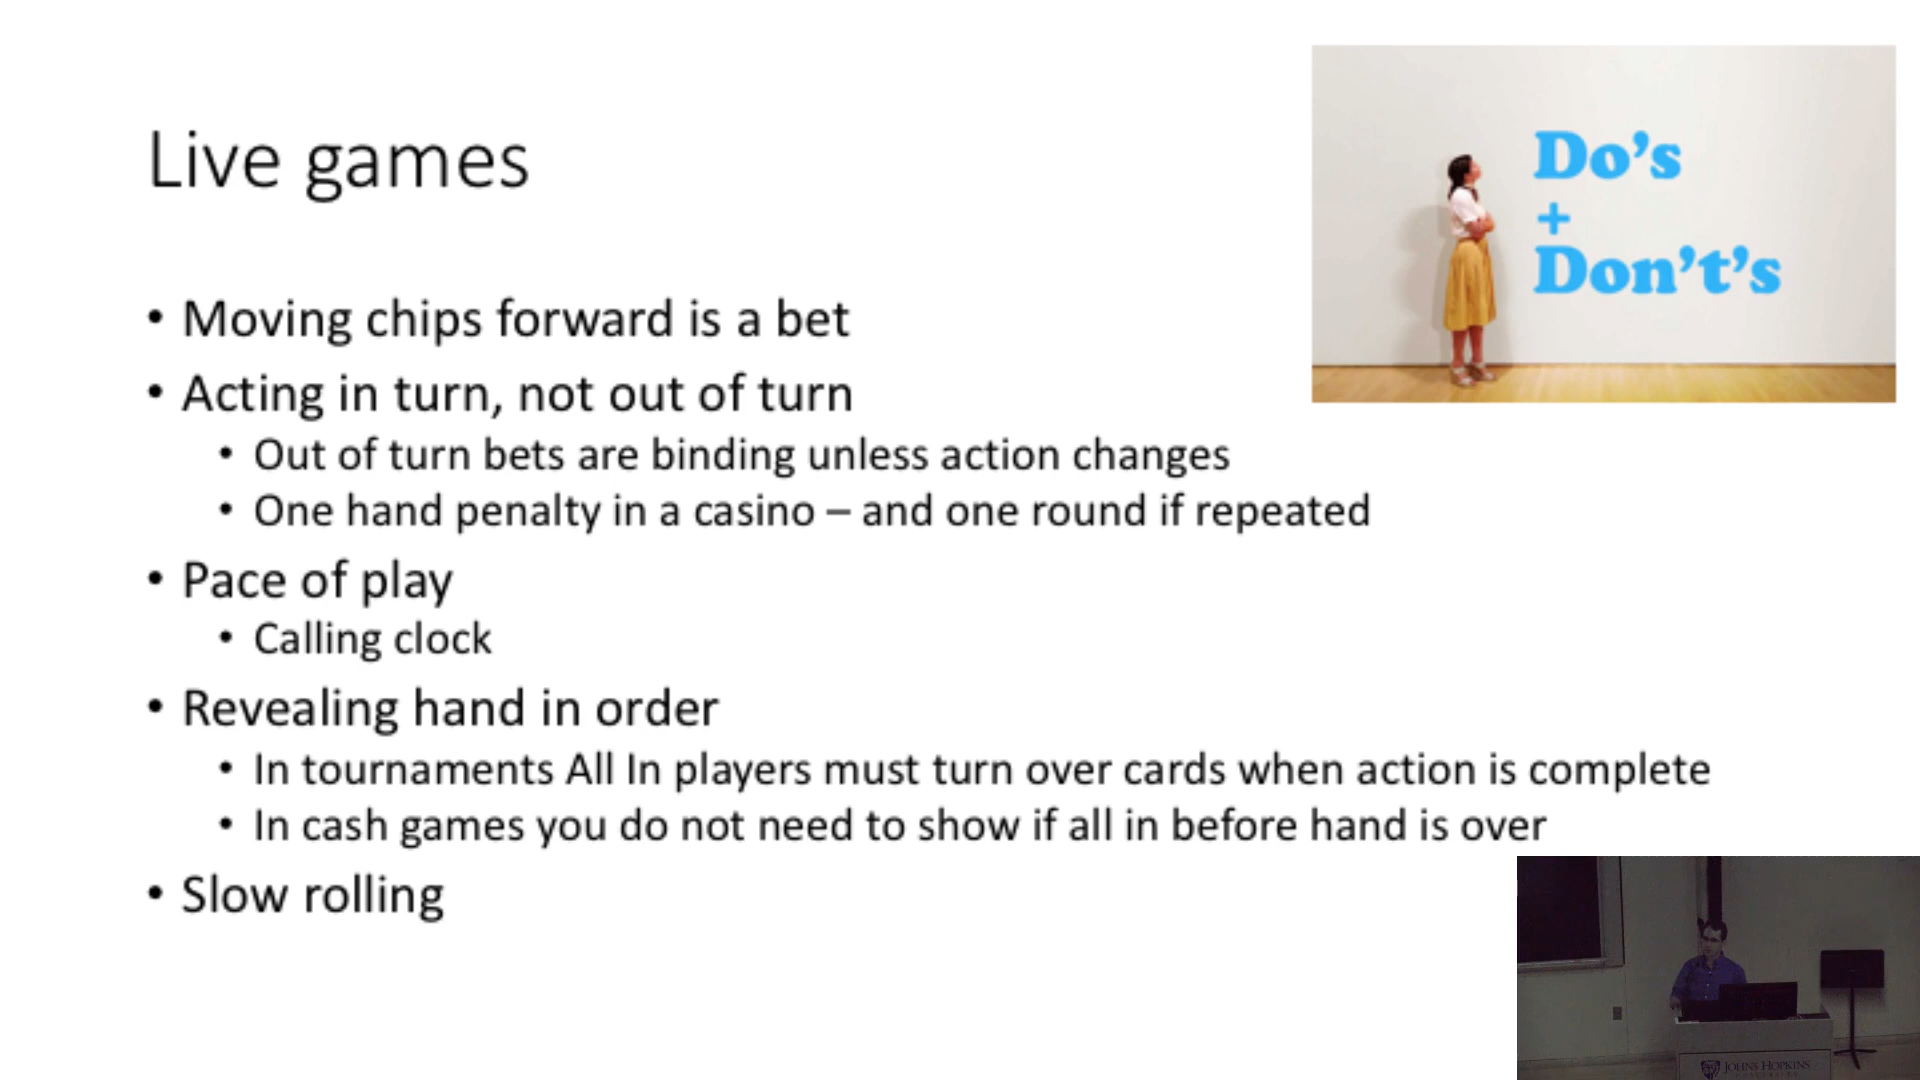 Live games
Do's
+
Don't's
• Moving chips forward is a bet
• Acting in turn, not out of turn
• Out of turn bets are binding unless action changes
• One hand penalty in a casino – and one round if repeated
• Pace of play
• Calling clock
• Revealing hand in order
• In tournaments All In players must turn over cards when action is complete
• In cash games you do not need to show if all in before hand is over
• Slow rolling
JOHNS HOPKINS